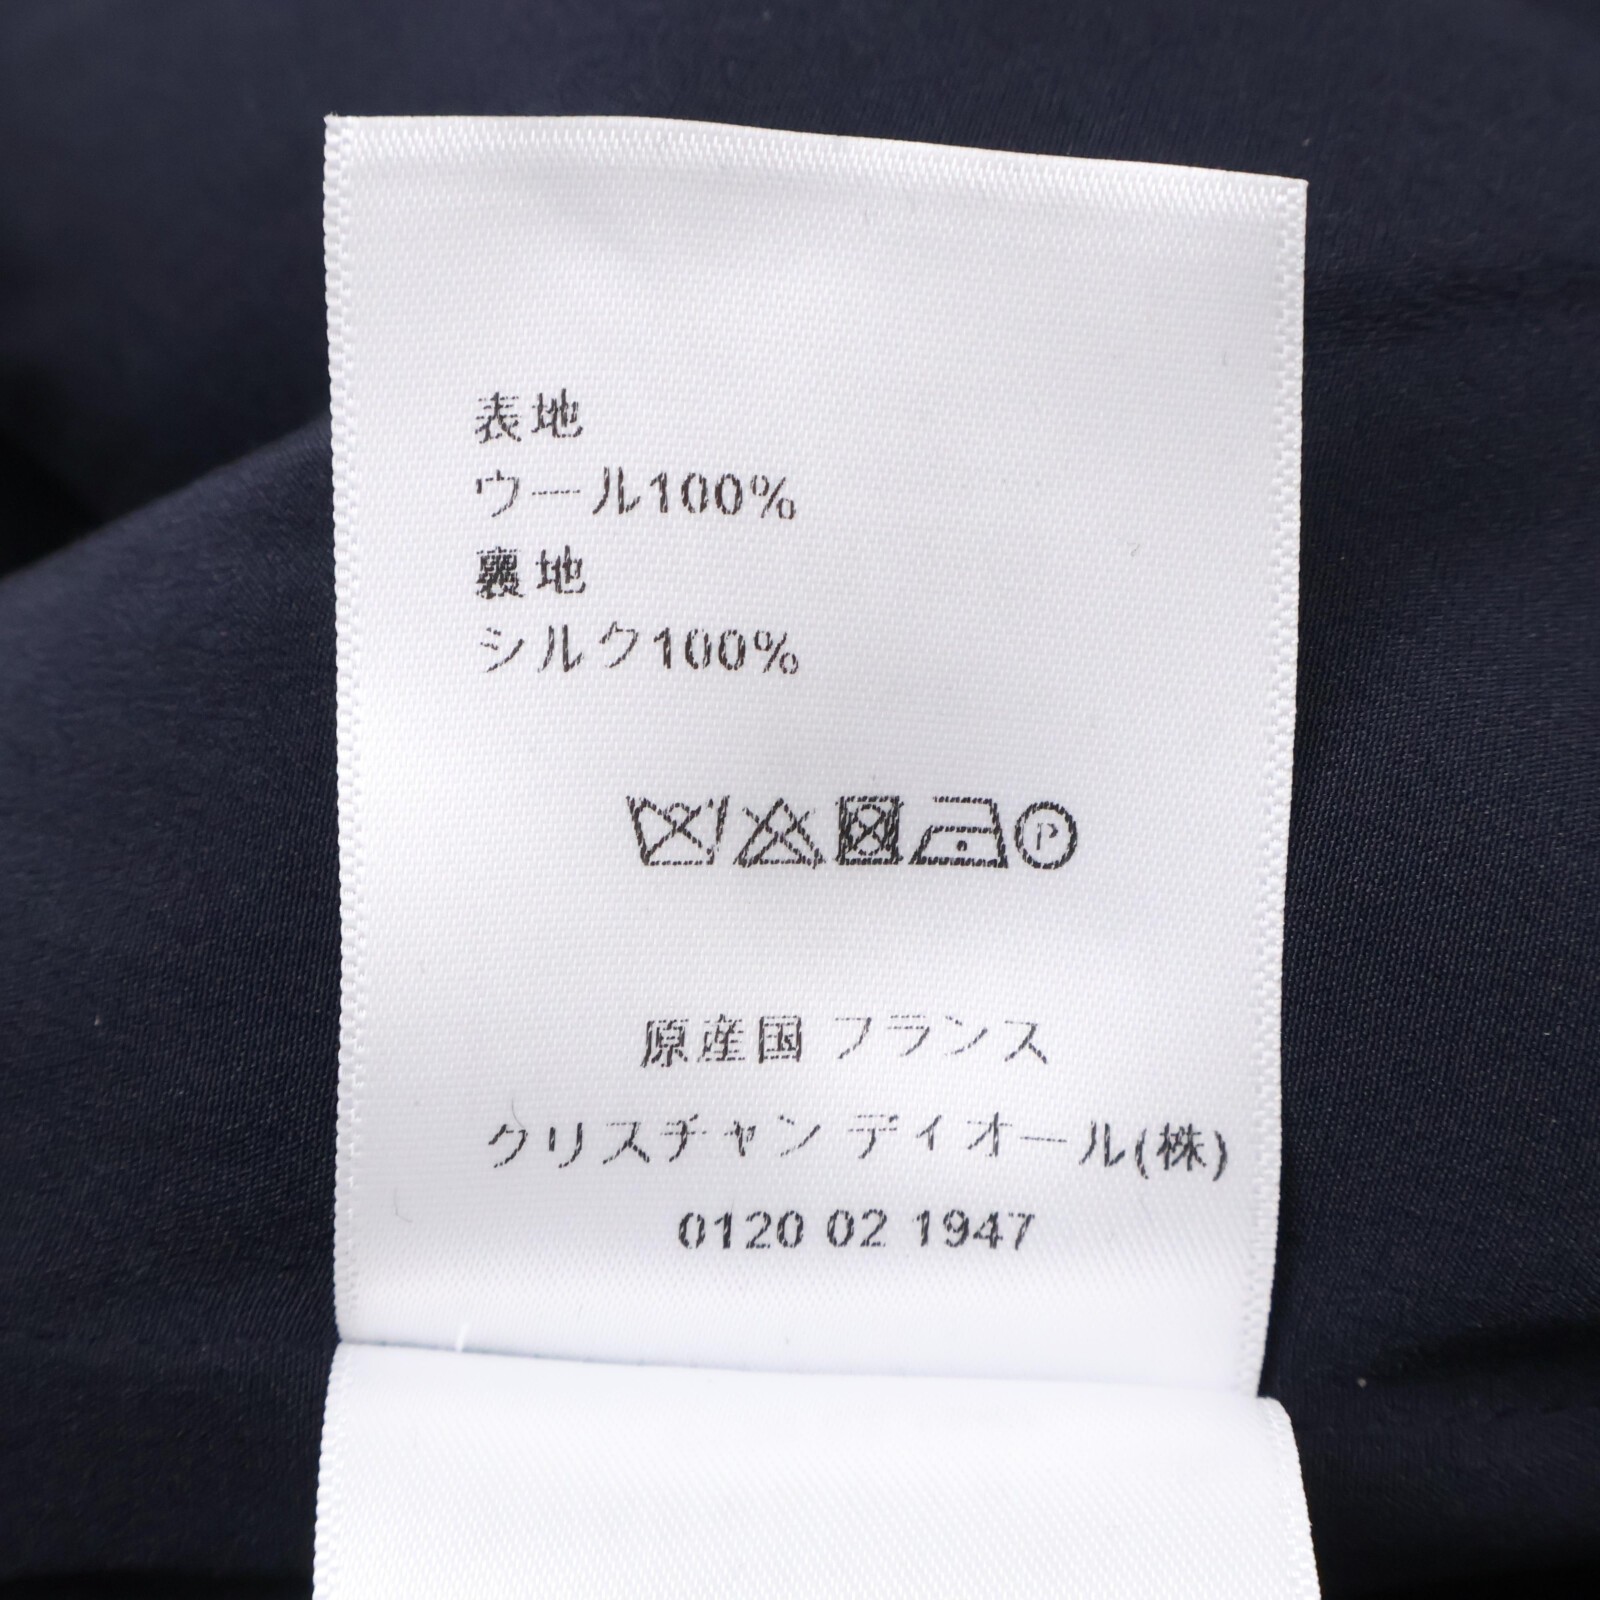 表地
ウール100%
裏地
シルク100%
P
原産国 フランス
クリスチャン ディオール(株)
0120 02 1947